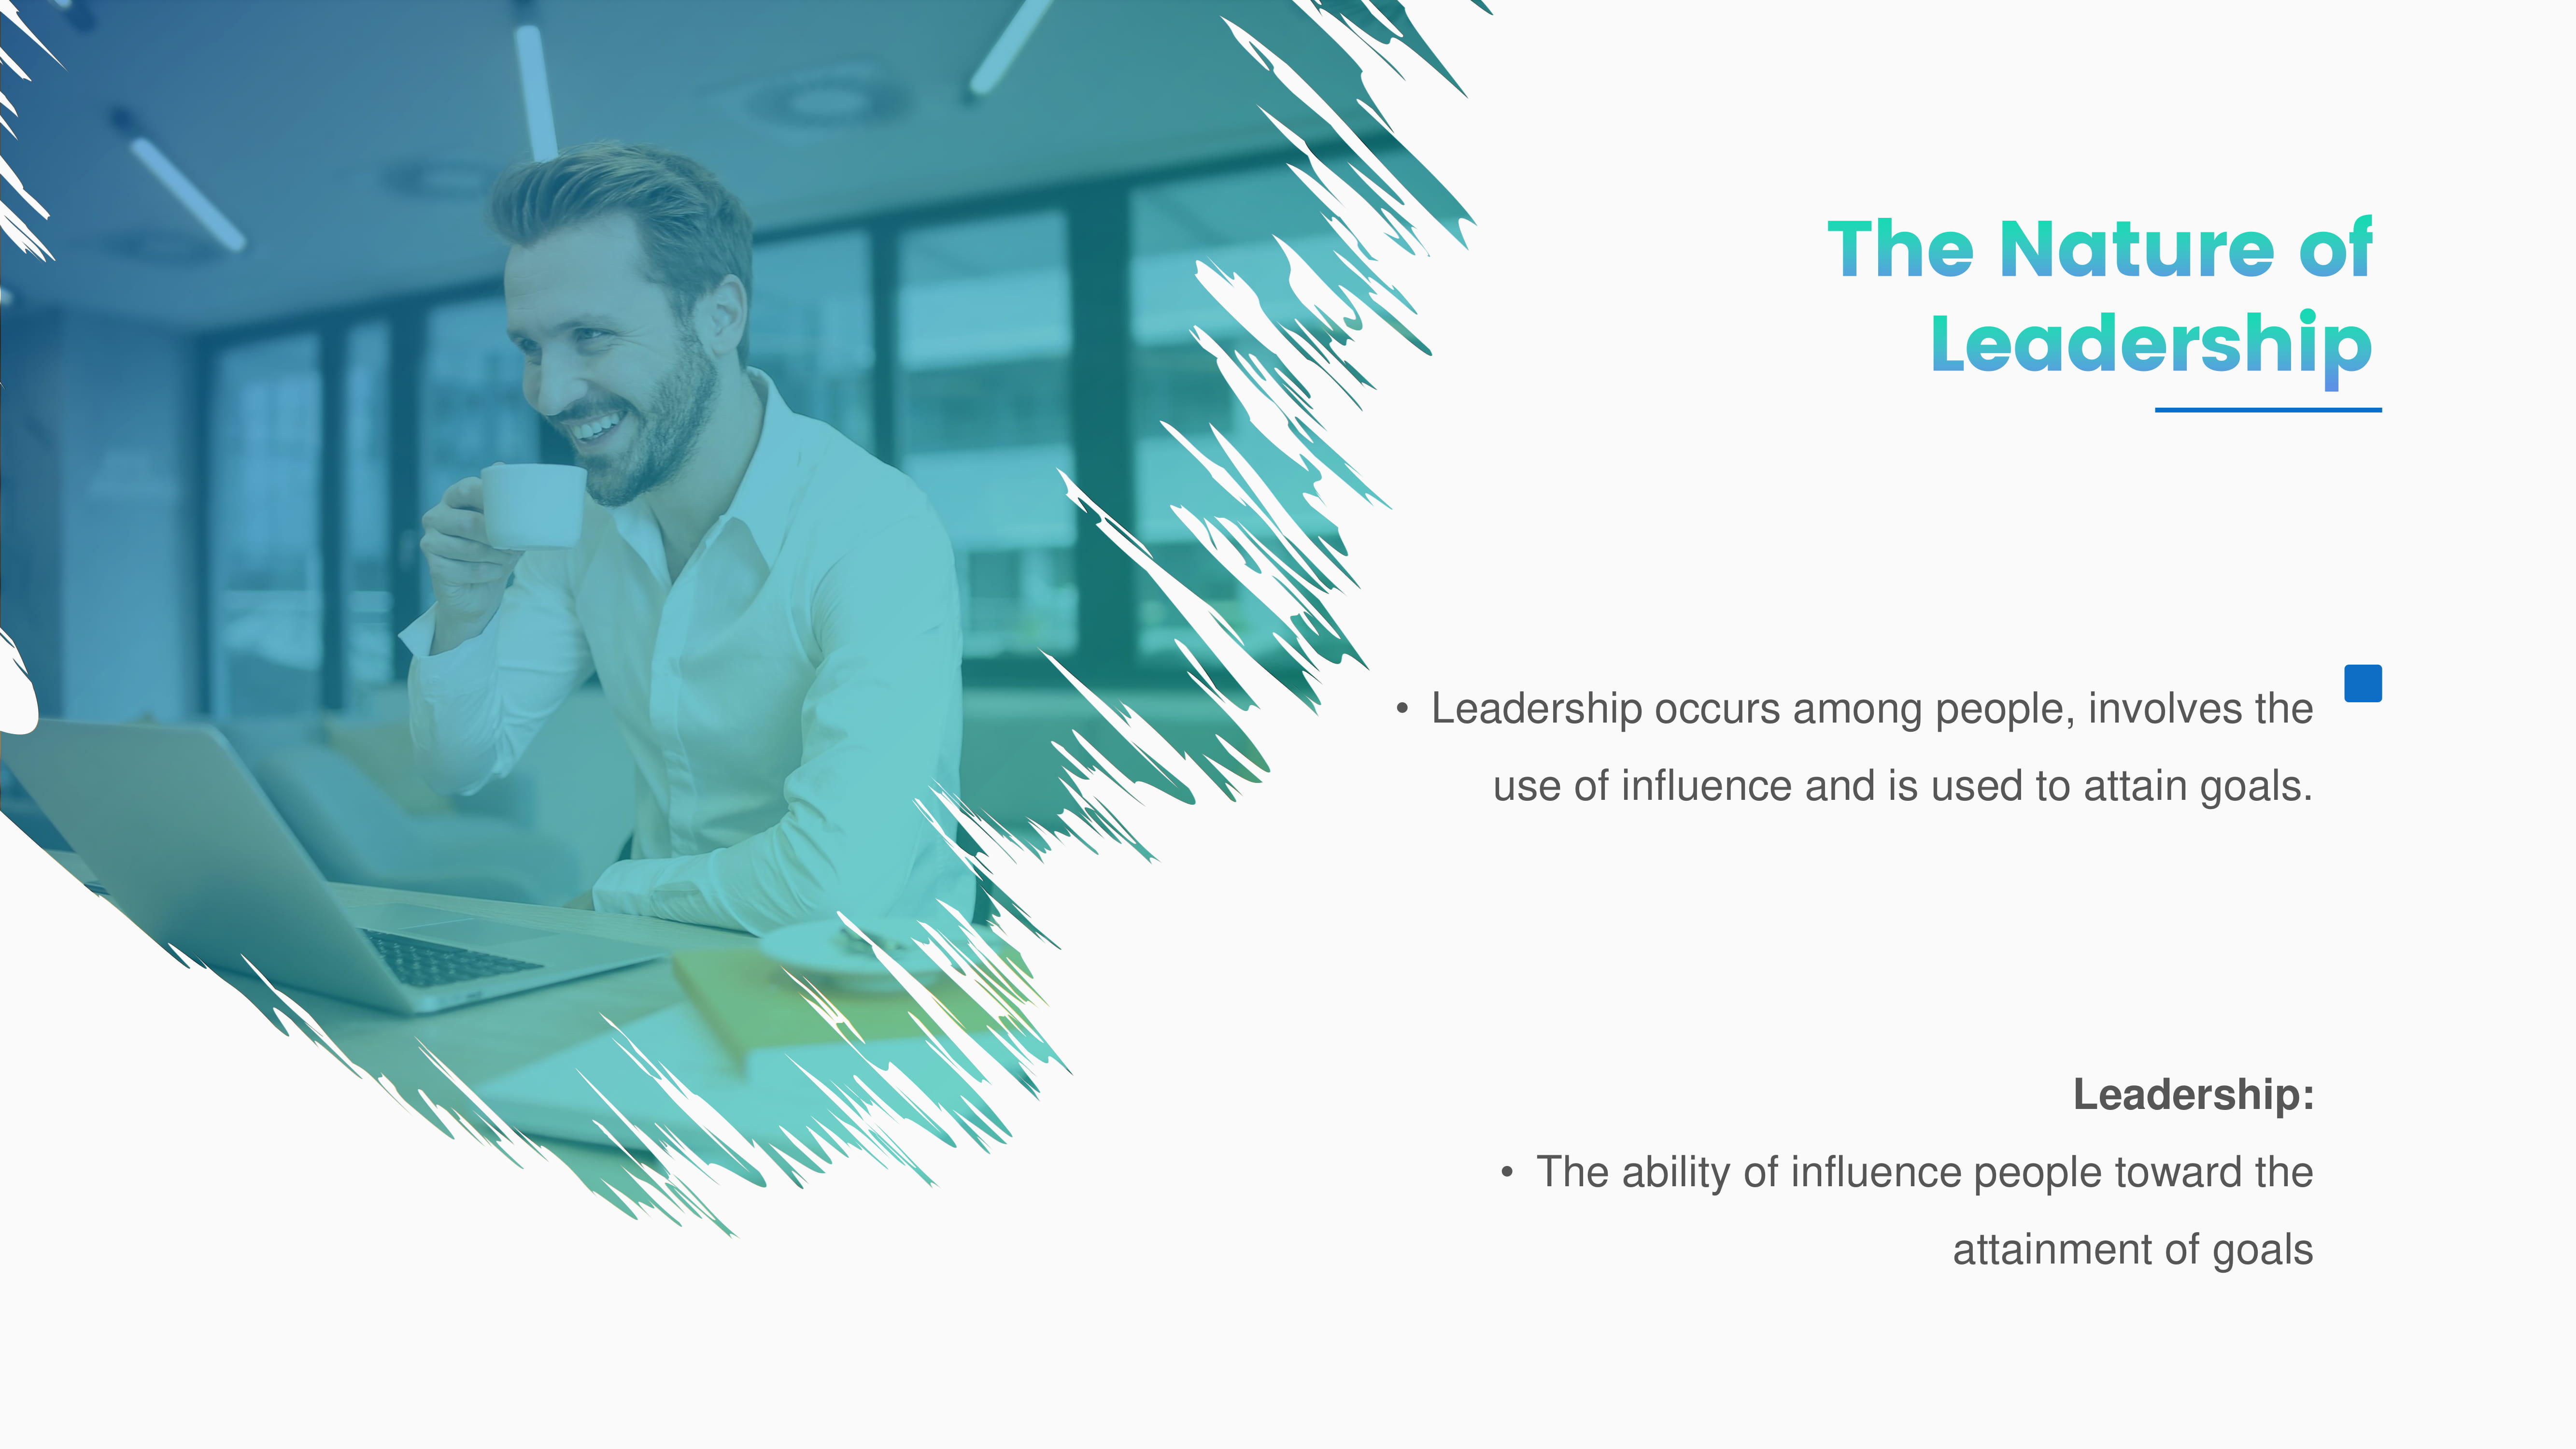 The Nature of
Leadership
• Leadership occurs among people, involves the
use of influence and is used to attain goals.
Leadership:
• The ability of influence people toward the
attainment of goals